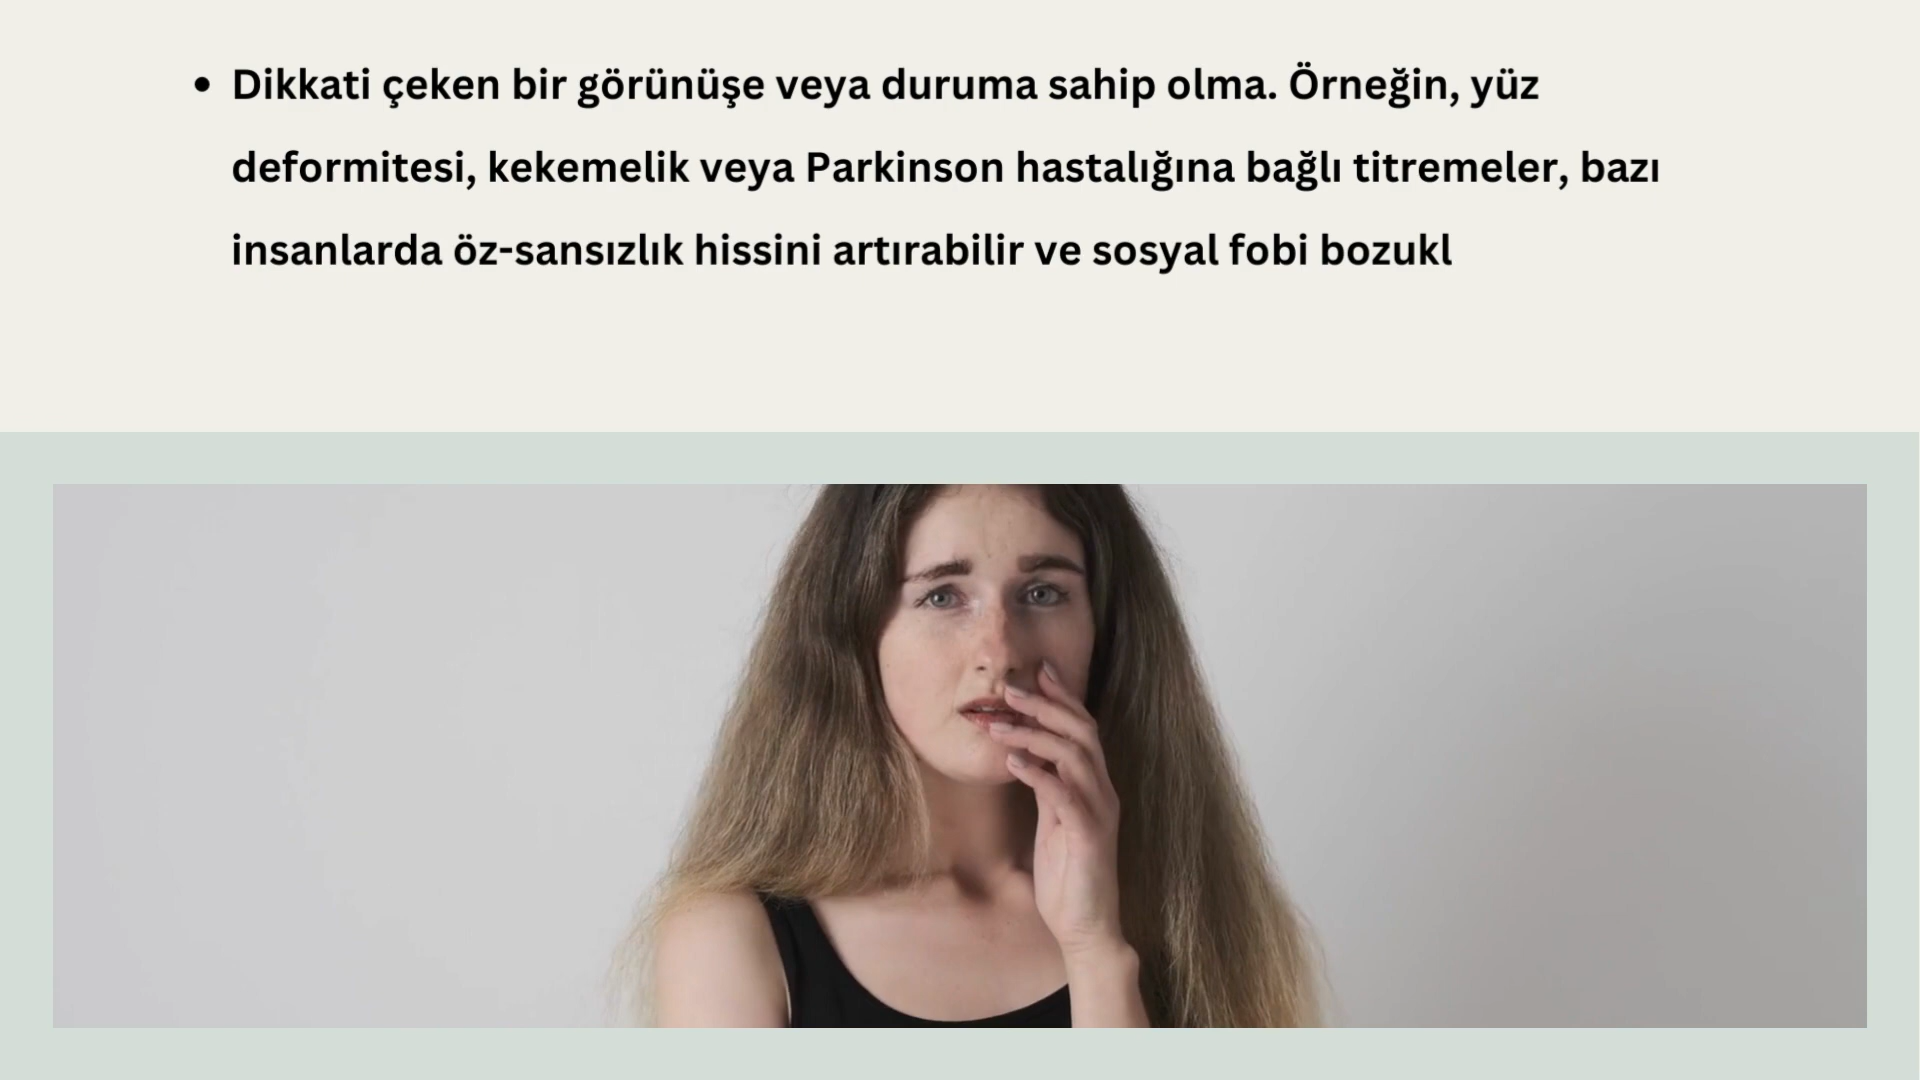 • Dikkati çeken bir görünüşe veya duruma sahip olma. Örneğin, yüz
deformitesi, kekemelik veya Parkinson hastalığına bağlı titremeler, bazı
insanlarda öz-sansızlık hissini artırabilir ve sosyal fobi bozukl